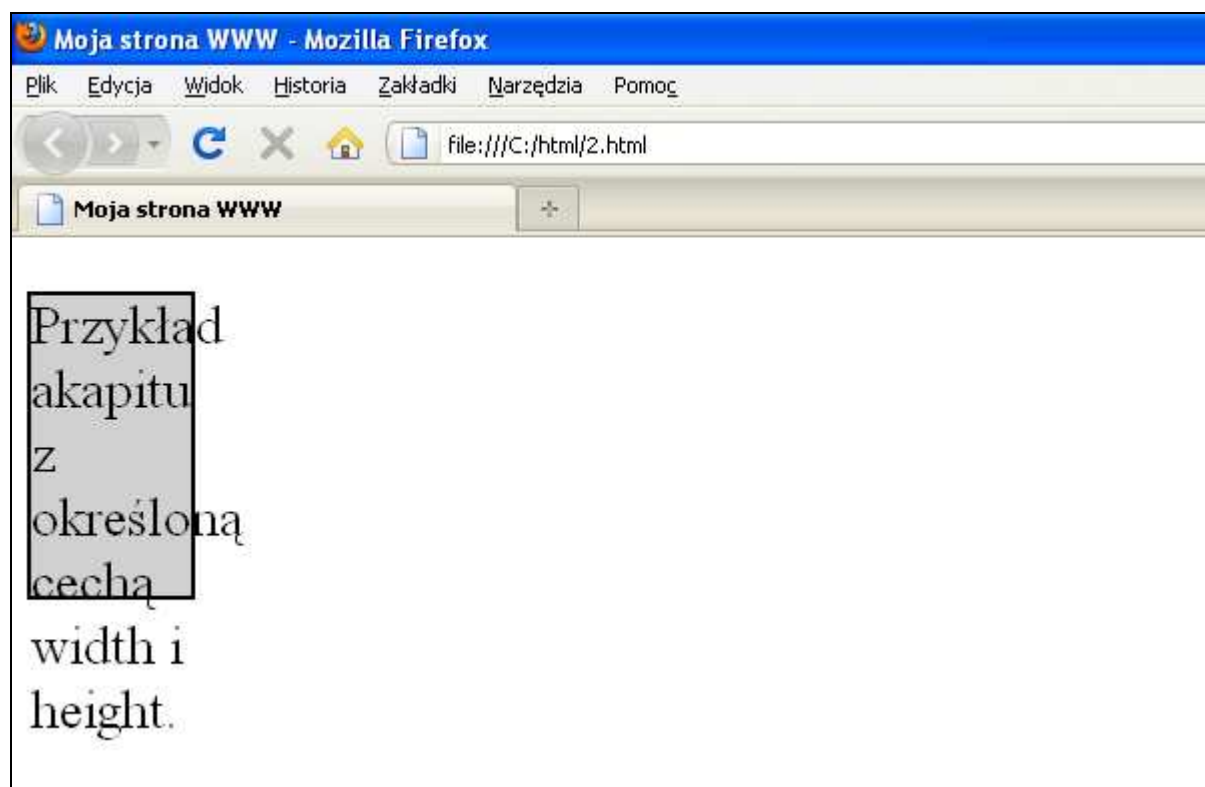 Moja strona WWW - Mozilla Firefox
Plik Edycja Widok Historia Zakładki Narzędzia Pomoc
file:///C:/html/2.html
Moja strona WWW
Przykład
akapitu
z
określoną
cechą
width i
height.